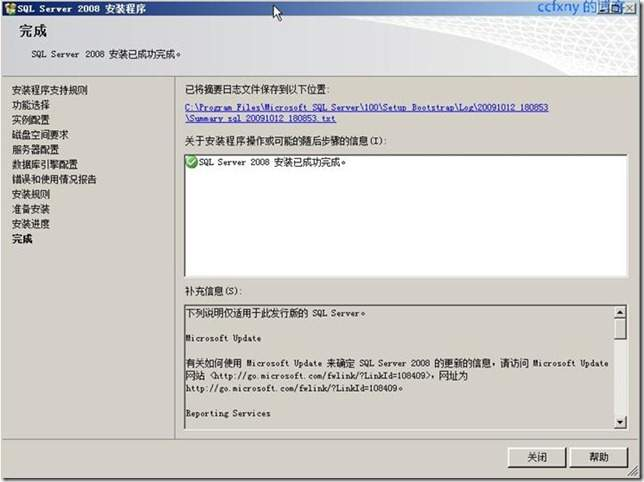 SQL Server 2008 安装程序
ccfxny 的博客
完成
SQL Server 2008 安装已成功完成。
安装程序支持规则
功能选择
实例配置
磁盘空间要求
服务器配置
数据库引擎配置
错误和使用情况报告
安装规则
准备安装
安装进度
完成
已将摘要日志文件保存到以下位置:
C:\Program Files\Microsoft SQL Server\100\Setup Bootstrap\Log\20091012_180853
\Summary_sql_20091012_180853.txt
关于安装程序操作或可能的随后步骤的信息(I):
SQL Server 2008 安装已成功完成。
补充信息(S):
下列说明仅适用于此发行版的 SQL Server。
Microsoft Update
有关如何使用 Microsoft Update 来确定 SQL Server 2008 的更新的信息，请访问 Microsoft Update
网站 <http://go.microsoft.com/fwlink/?LinkId=108409>，网址为
http://go.microsoft.com/fwlink/?LinkId=108409。
Reporting Services
关闭
帮助